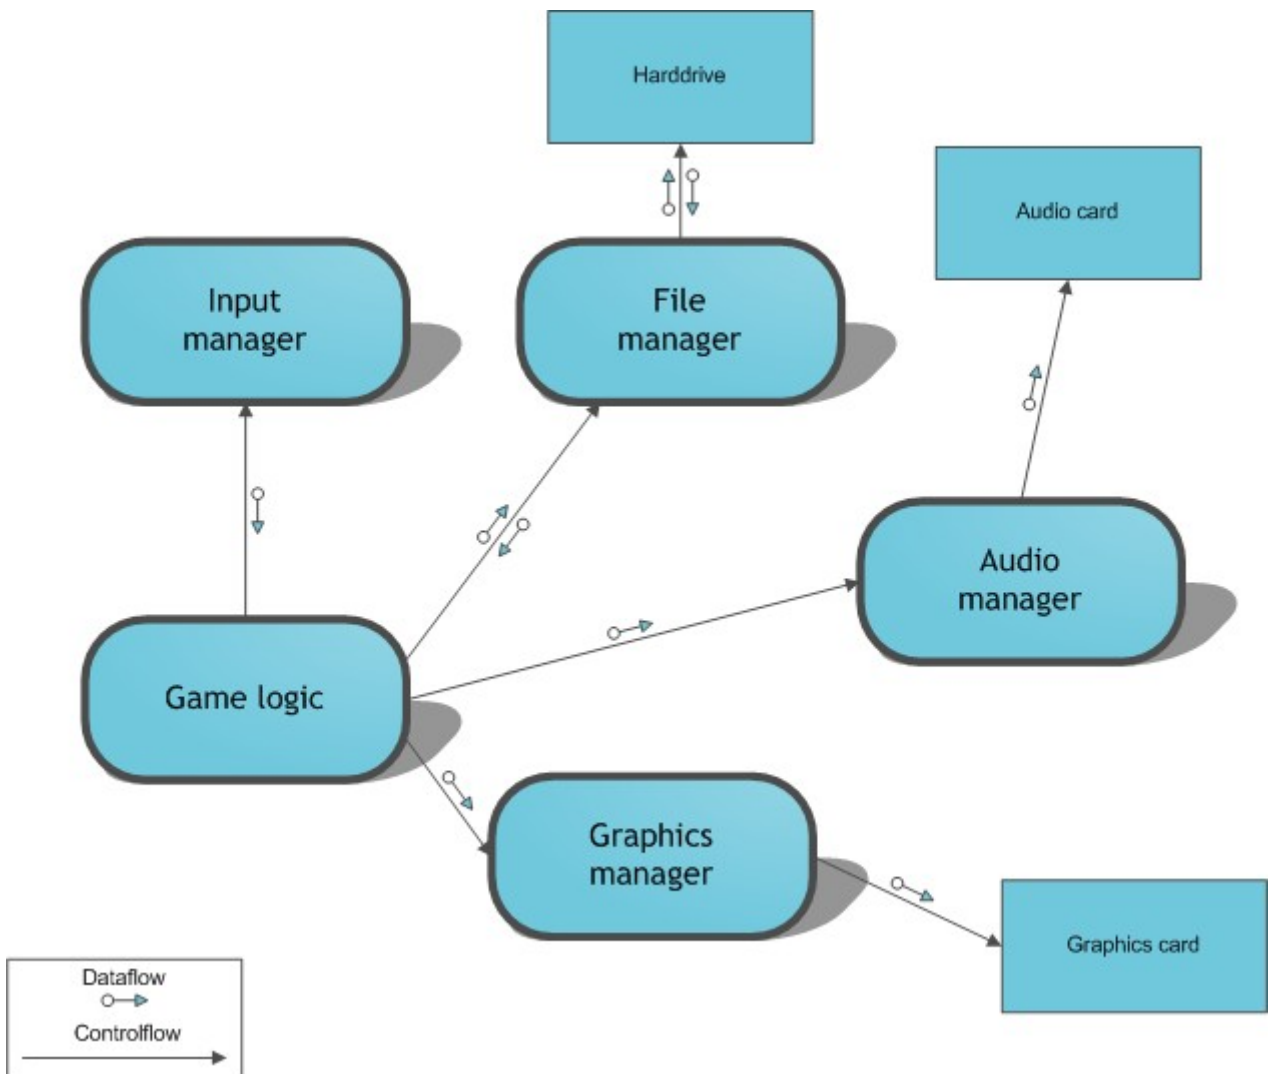 Harddrive
Audio card
Input
manager
File
manager
Audio
manager
Game logic
Graphics
manager
Graphics card
Dataflow
Controlflow